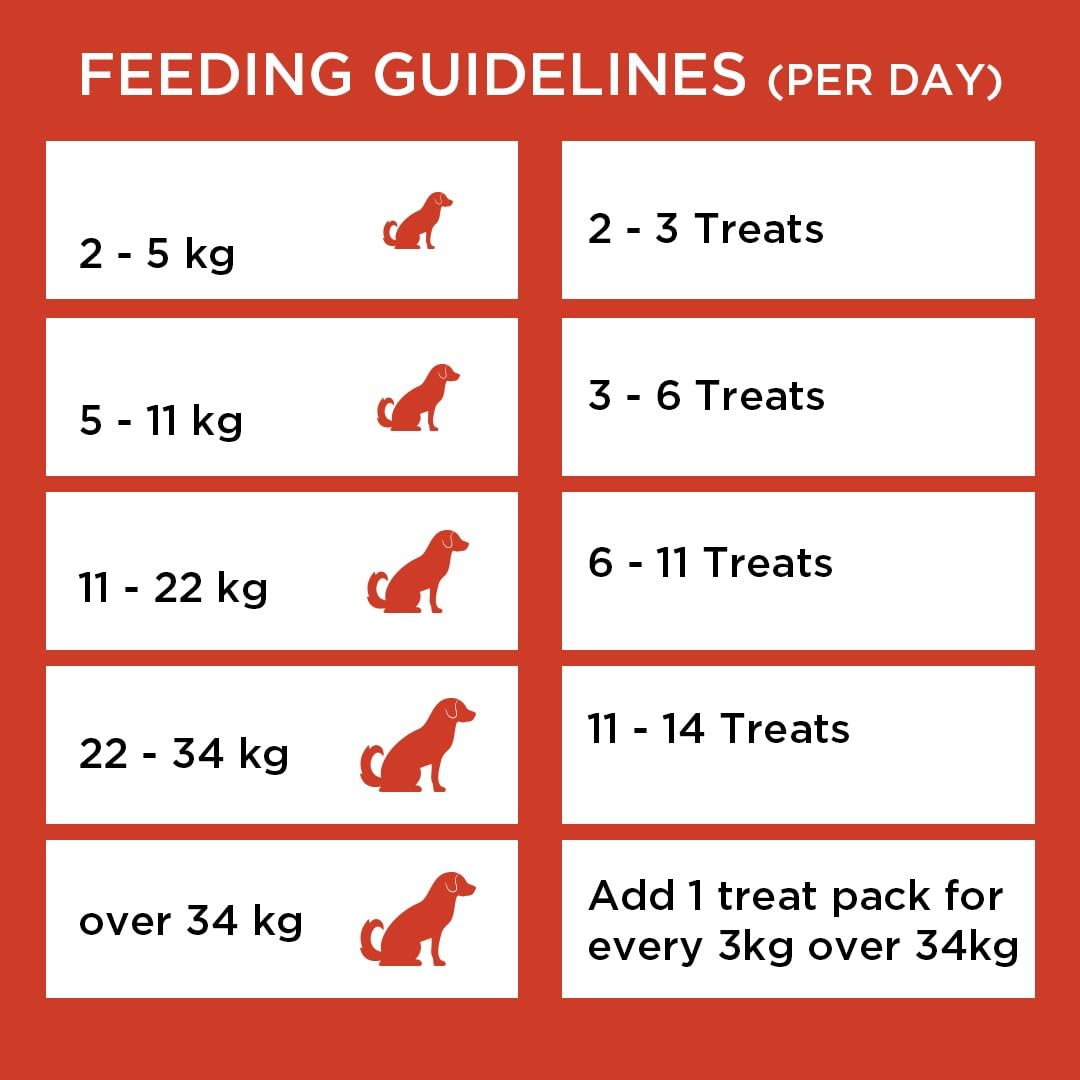 FEEDING GUIDELINES (PER DAY)
2 - 5 kg
2 - 3 Treats
5 - 11 kg
3 - 6 Treats
11 - 22 kg
6 - 11 Treats
22 - 34 kg
11 - 14 Treats
over 34 kg
Add 1 treat pack for
every 3kg over 34kg